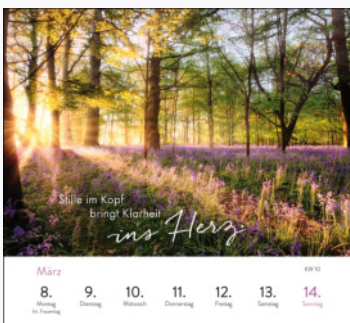 Stille im Kopf
bringt Klarheit
ins Herz
März KW 10
8. 9. 10. 11. 12. 13. 14.
Montag Dienstag Mittwoch Donnerstag Freitag Samstag Sonntag
Int. Frauentag